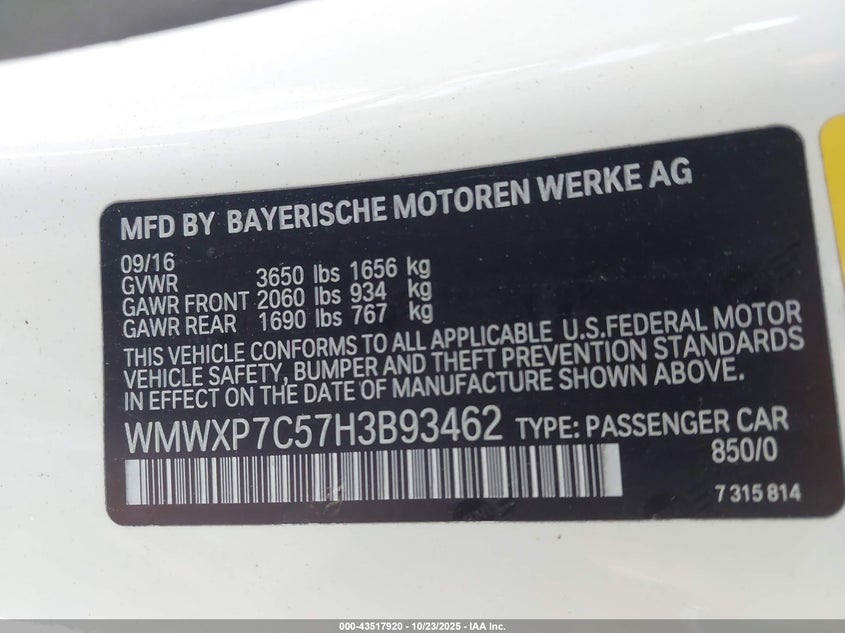 MFD BY BAYERISCHE MOTOREN WERKE AG
09/16
GVWR 3650 lbs 1656 kg
GAWR FRONT 2060 lbs 934 kg
GAWR REAR 1690 lbs 767 kg
THIS VEHICLE CONFORMS TO ALL APPLICABLE U.S.FEDERAL MOTOR
VEHICLE SAFETY, BUMPER AND THEFT PREVENTION STANDARDS
IN EFFECT ON THE DATE OF MANUFACTURE SHOWN ABOVE.
WMWXP7C57H3B93462 TYPE: PASSENGER CAR
850/0
7 315 814
000-43517920 - 10/23/2025 - IAA Inc.